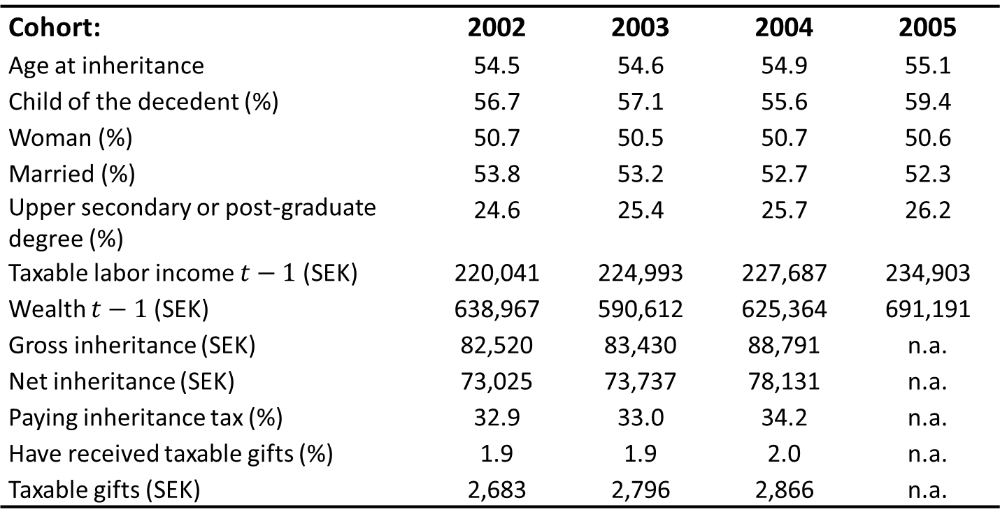 Cohort: 2002 2003 2004 2005
Age at inheritance 54.5 54.6 54.9 55.1
Child of the decedent (%) 56.7 57.1 55.6 59.4
Woman (%) 50.7 50.5 50.7 50.6
Married (%) 53.8 53.2 52.7 52.3
Upper secondary or post-graduate 24.6 25.4 25.7 26.2
degree (%)
Taxable labor income t − 1 (SEK) 220,041 224,993 227,687 234,903
Wealth t − 1 (SEK) 638,967 590,612 625,364 691,191
Gross inheritance (SEK) 82,520 83,430 88,791 n.a.
Net inheritance (SEK) 73,025 73,737 78,131 n.a.
Paying inheritance tax (%) 32.9 33.0 34.2 n.a.
Have received taxable gifts (%) 1.9 1.9 2.0 n.a.
Taxable gifts (SEK) 2,683 2,796 2,866 n.a.